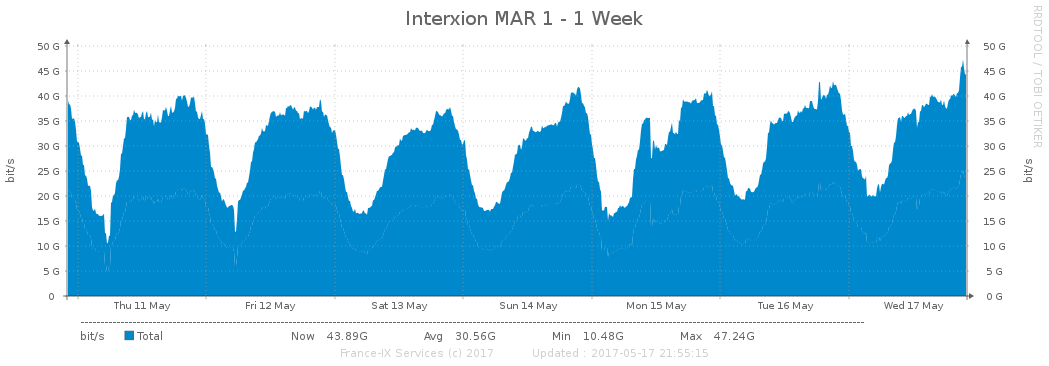 Interxion MAR 1 - 1 Week
RRDTOOL / TOBI OETIKER
50 G 50 G
45 G 45 G
40 G 40 G
35 G 35 G
30 G 30 G
25 G 25 G
20 G 20 G
15 G 15 G
10 G 10 G
5 G 5 G
0 0 G
bit/s
bit/s
Thu 11 May Fri 12 May Sat 13 May Sun 14 May Mon 15 May Tue 16 May Wed 17 May
bit/s Total Now 43.89G Avg 30.56G Min 10.48G Max 47.24G
France-IX Services (c) 2017 Updated : 2017-05-17 21:55:15